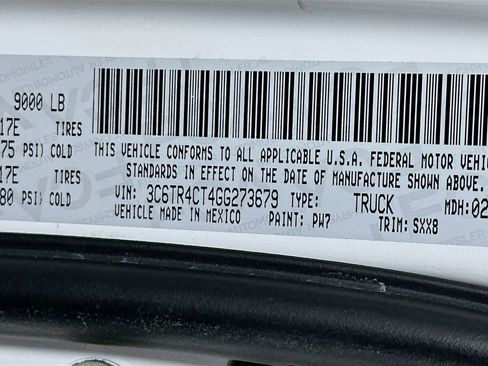 9000 LB
17E TIRES
75 PSI) COLD
17E TIRES
80 PSI) COLD
THIS VEHICLE CONFORMS TO ALL APPLICABLE U.S.A. FEDERAL MOTOR VEHIC
STANDARDS IN EFFECT ON THE DATE OF MANUFACTURE SHOWN ABOVE.
VIN: 3C6TR4CT4GG273679 TYPE: TRUCK MDH:02
VEHICLE MADE IN MEXICO PAINT: PW7 TRIM: SXX8